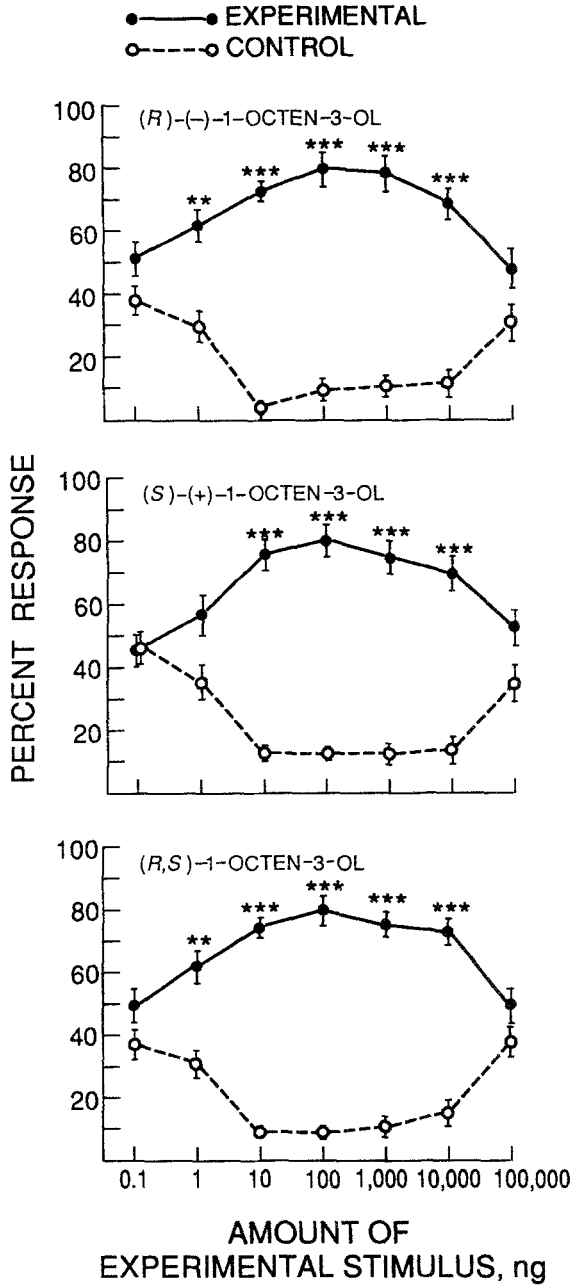 EXPERIMENTAL
CONTROL
(R)-(-)-1-OCTEN-3-OL
100
80
60
40
20
** *** *** *** ***
(S)-(+)-1-OCTEN-3-OL
100
80
60
40
20
*** *** *** ***
(R,S)-1-OCTEN-3-OL
100
80
60
40
20
** *** *** *** ***
0.1 1 10 100 1,000 10,000 100,000
PERCENT RESPONSE
AMOUNT OF
EXPERIMENTAL STIMULUS, ng